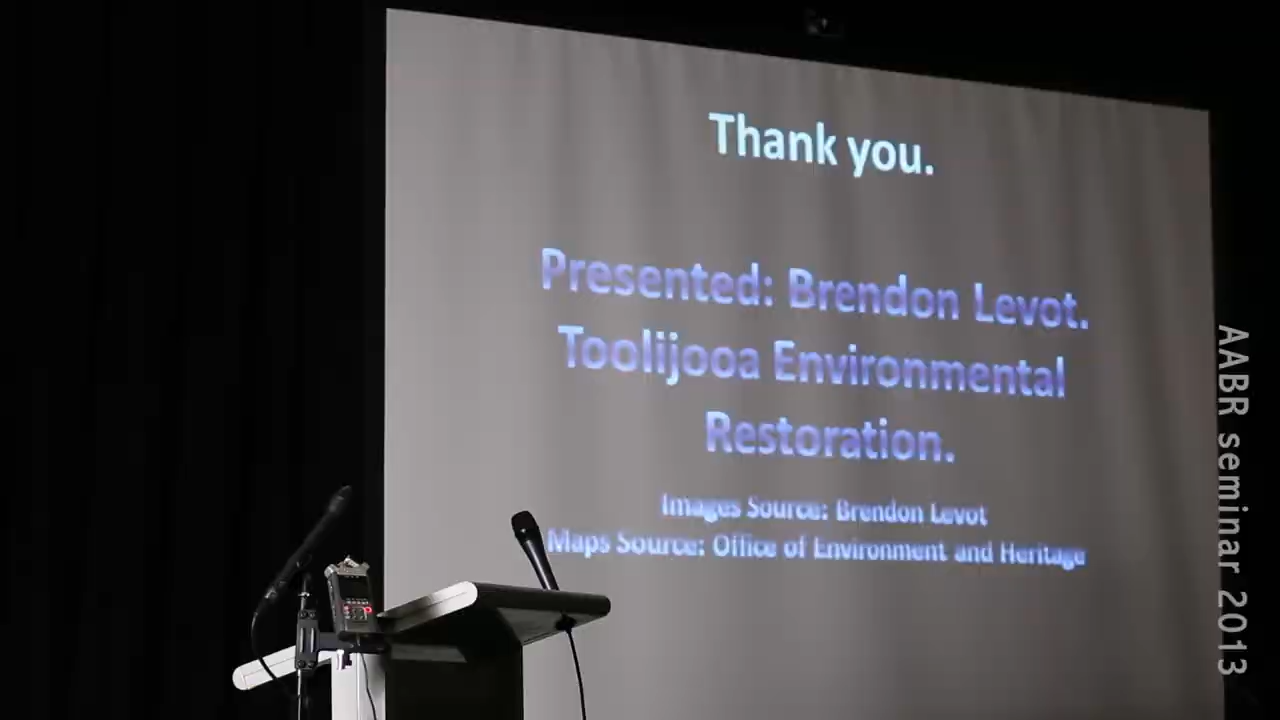 Thank you.
Presented: Brendon Levot.
Toolijooa Environmental
Restoration.
Images Source: Brendon Levot
Maps Source: Office of Environment and Heritage
AABR seminar 2013